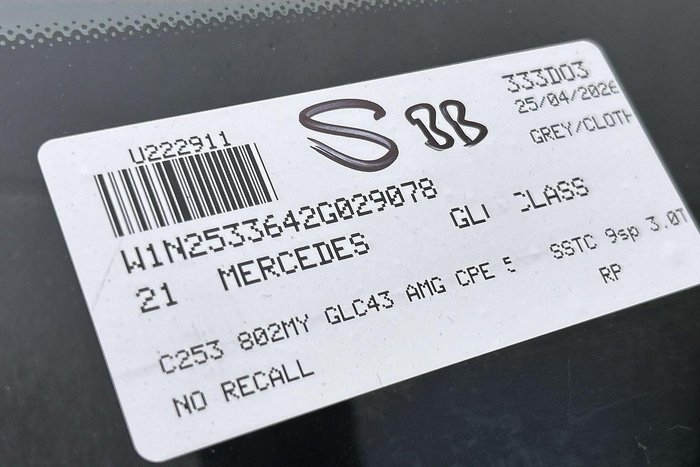 333D03
25/04/2026
GREY/CLOTH
S BB
U222911
W1N2533642G029078
21 MERCEDES CLASS
C253 802MY GLC43 AMG CPE SSTC 9sp 3.0T
NO RECALL RP